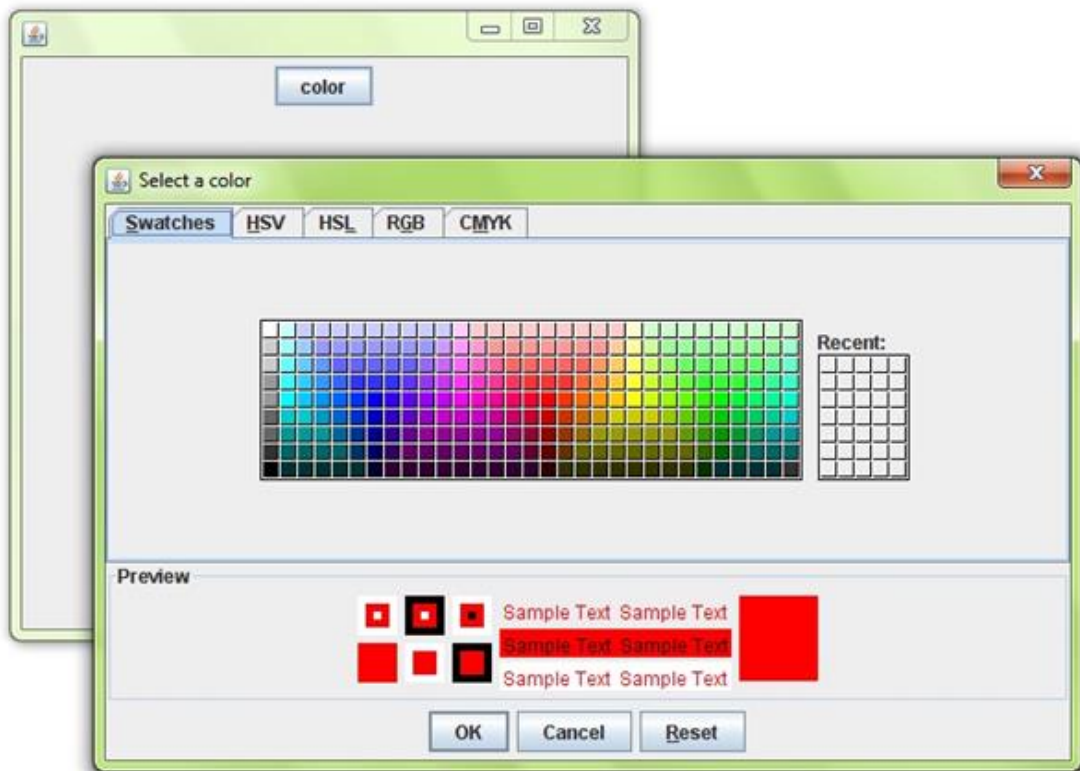 color
Select a color
Swatches HSV HSL RGB CMYK
Recent:
Preview
Sample Text Sample Text
Sample Text Sample Text
Sample Text Sample Text
OK Cancel Reset